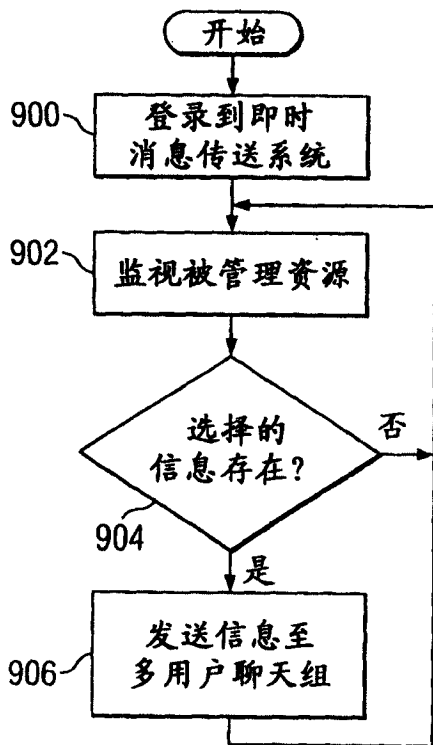 开始
900
登录到即时
消息传送系统
902
监视被管理资源
选择的
信息存在?
否
904
是
906
发送信息至
多用户聊天组